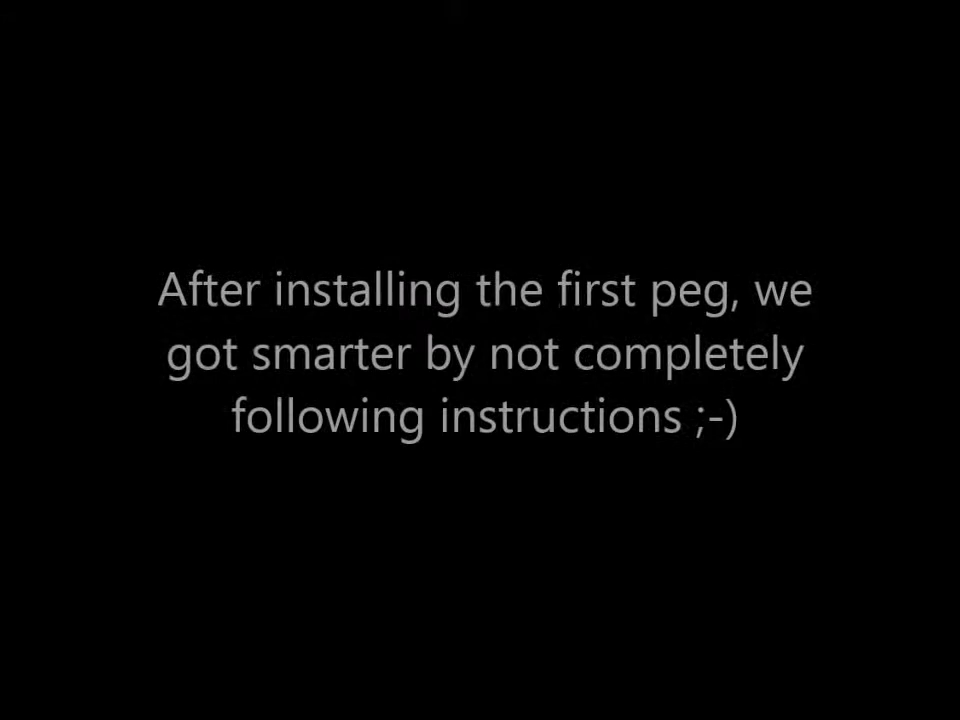 After installing the first peg, we
got smarter by not completely
following instructions ;-)